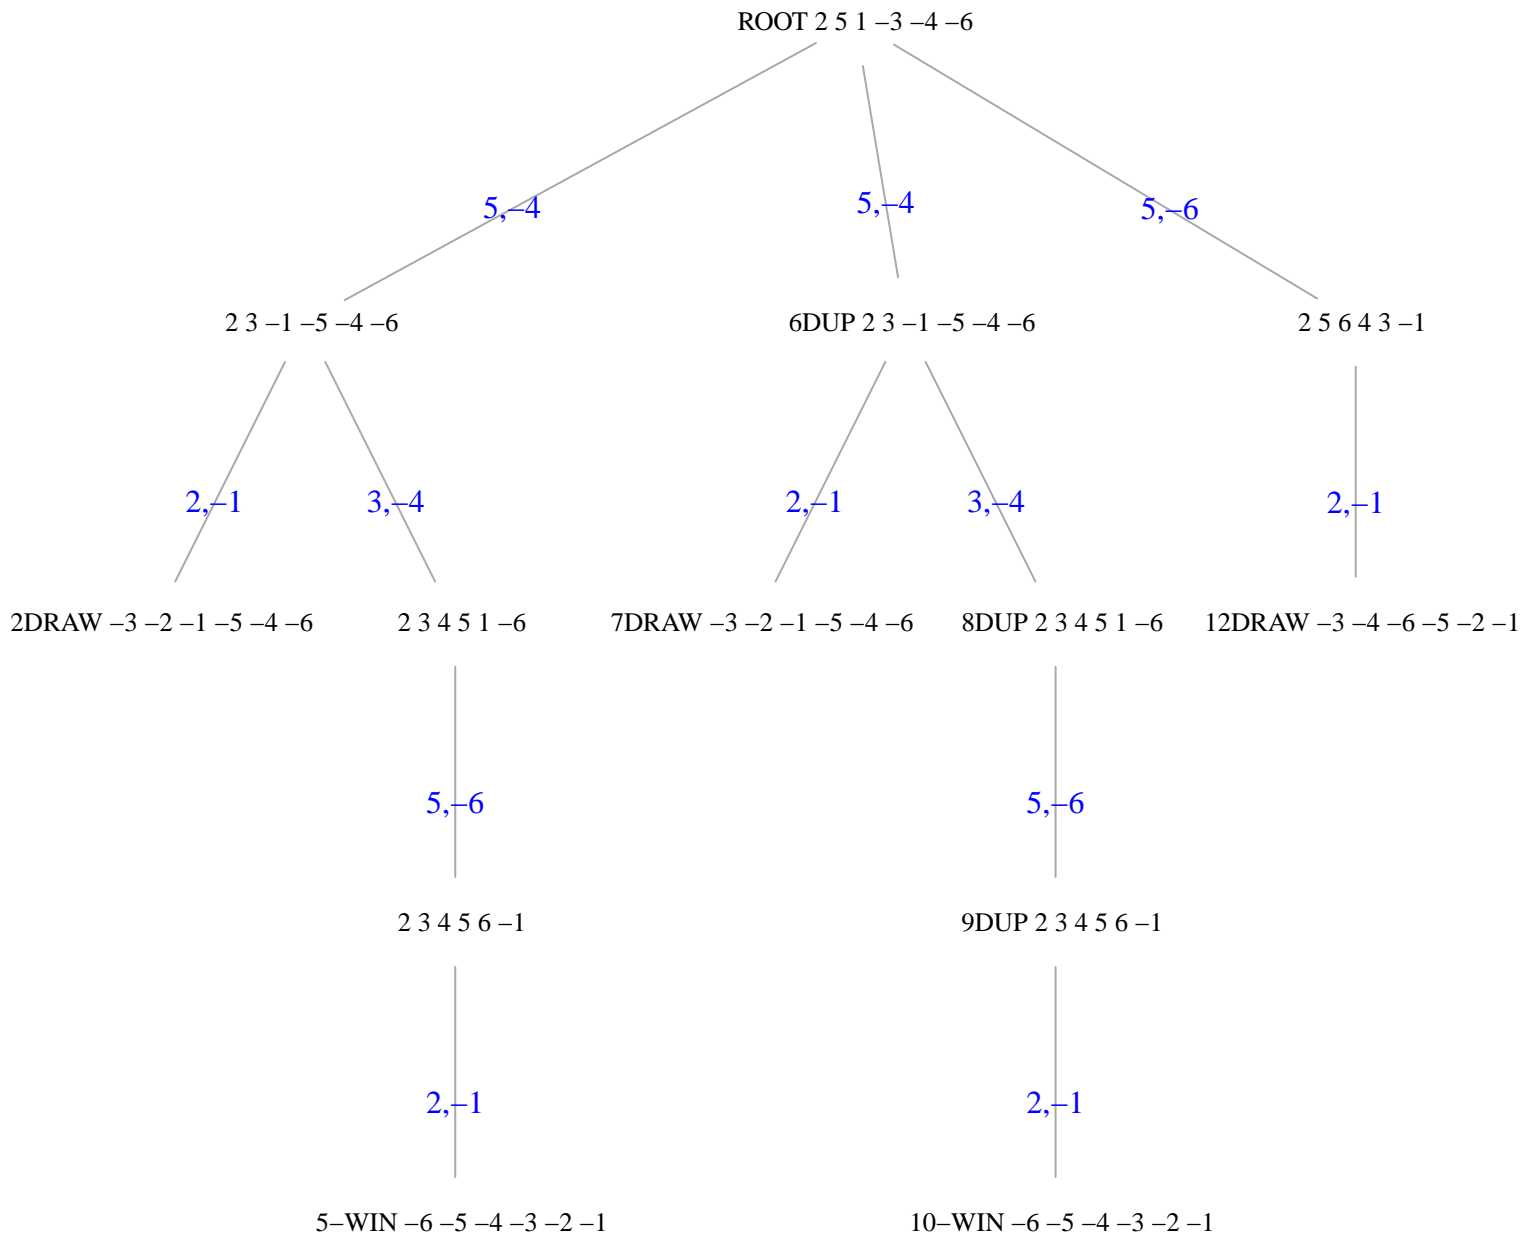 ROOT 2 5 1 –3 –4 –6
5,–4
5,–4
5,–6
2 3 –1 –5 –4 –6
6DUP 2 3 –1 –5 –4 –6
2 5 6 4 3 –1
2,–1
3,–4
2,–1
3,–4
2,–1
2DRAW –3 –2 –1 –5 –4 –6
2 3 4 5 1 –6
7DRAW –3 –2 –1 –5 –4 –6
8DUP 2 3 4 5 1 –6
12DRAW –3 –4 –6 –5 –2 –1
5,–6
5,–6
2 3 4 5 6 –1
9DUP 2 3 4 5 6 –1
2,–1
2,–1
5–WIN –6 –5 –4 –3 –2 –1
10–WIN –6 –5 –4 –3 –2 –1